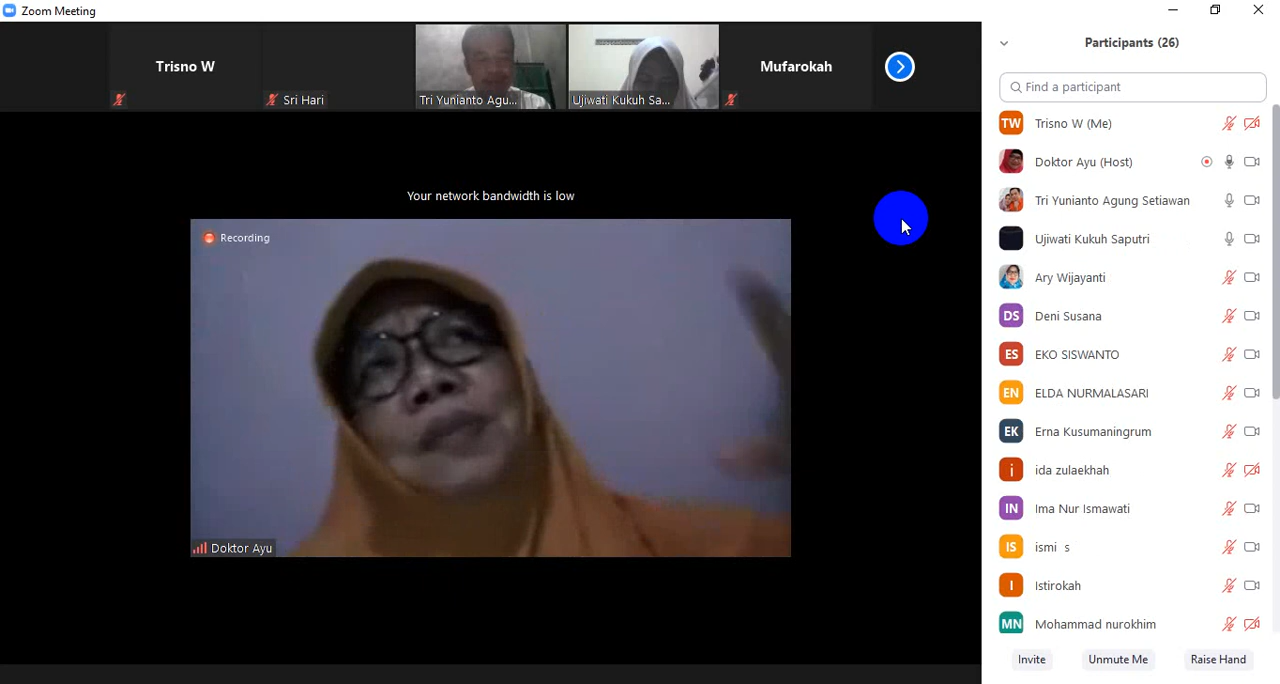 Zoom Meeting
Trisno W
Sri Hari
Tri Yunianto Agu...
Ujiwati Kukuh Sa...
Mufarokah
Your network bandwidth is low
Recording
Doktor Ayu
Participants (26)
Find a participant
TW Trisno W (Me)
Doktor Ayu (Host)
Tri Yunianto Agung Setiawan
Ujiwati Kukuh Saputri
Ary Wijayanti
DS Deni Susana
ES EKO SISWANTO
EN ELDA NURMALASARI
EK Erna Kusumaningrum
i ida zulaekhah
IN Ima Nur Ismawati
IS ismi s
I Istirokah
MN Mohammad nurokhim
Invite Unmute Me Raise Hand